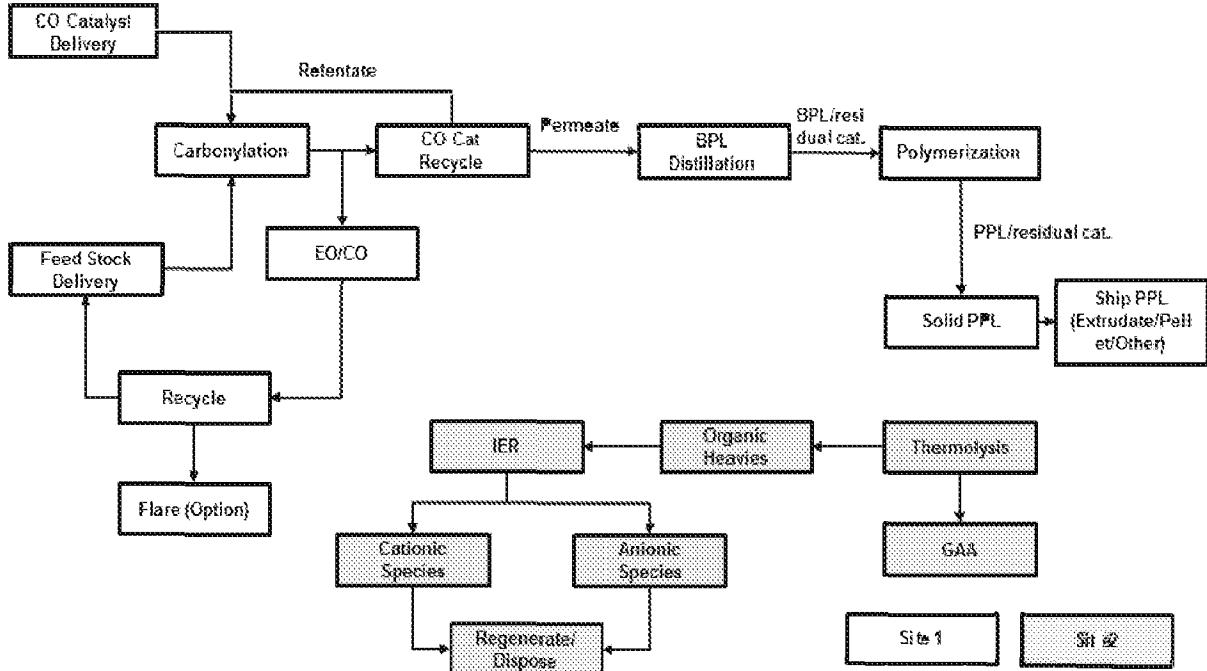 CO Catalyst
Delivery
Retentate
Carbonylation
CO Cat
Recycle
Permeate
BPL
Distillation
BPL/resi
dual cat.
Polymerization
EO/CO
Feed Stock
Delivery
PPL/residual cat.
Solid PPL
Ship PPL
(Extrudate/Pell
et/Other)
Recycle
IER
Organic
Heavies
Thermolysis
Flare (Option)
Cationic
Species
Anionic
Species
GAA
Regenerate/
Dispose
Site 1
Site2